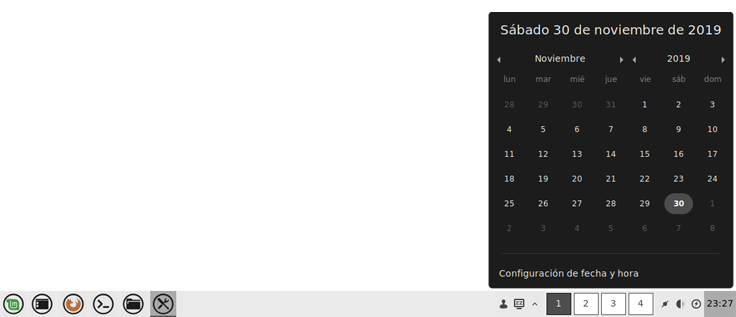 Sábado 30 de noviembre de 2019
Noviembre 2019
lun mar mié jue vie sáb dom
28 29 30 31 1 2 3
4 5 6 7 8 9 10
11 12 13 14 15 16 17
18 19 20 21 22 23 24
25 26 27 28 29 30 1
2 3 4 5 6 7 8
Configuración de fecha y hora
1 2 3 4 23:27